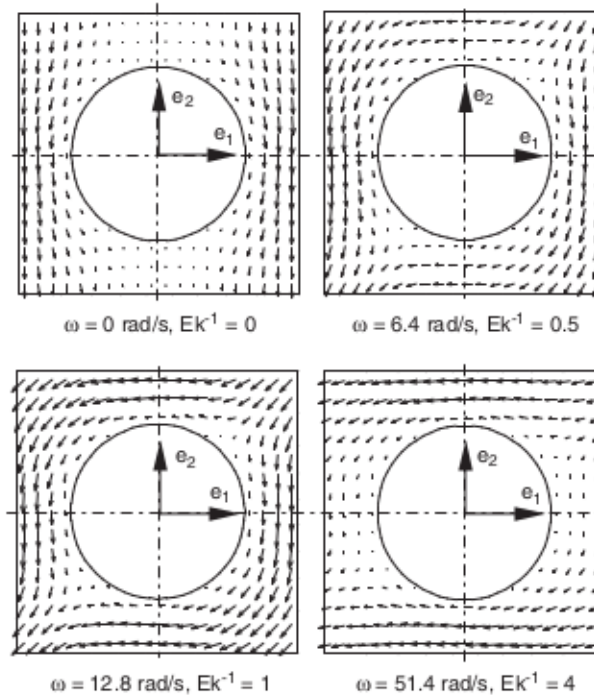 e₂ e₂
e₁ e₁
ω = 0 rad/s, Ek⁻¹ = 0 ω = 6.4 rad/s, Ek⁻¹ = 0.5
e₂ e₂
e₁ e₁
ω = 12.8 rad/s, Ek⁻¹ = 1 ω = 51.4 rad/s, Ek⁻¹ = 4